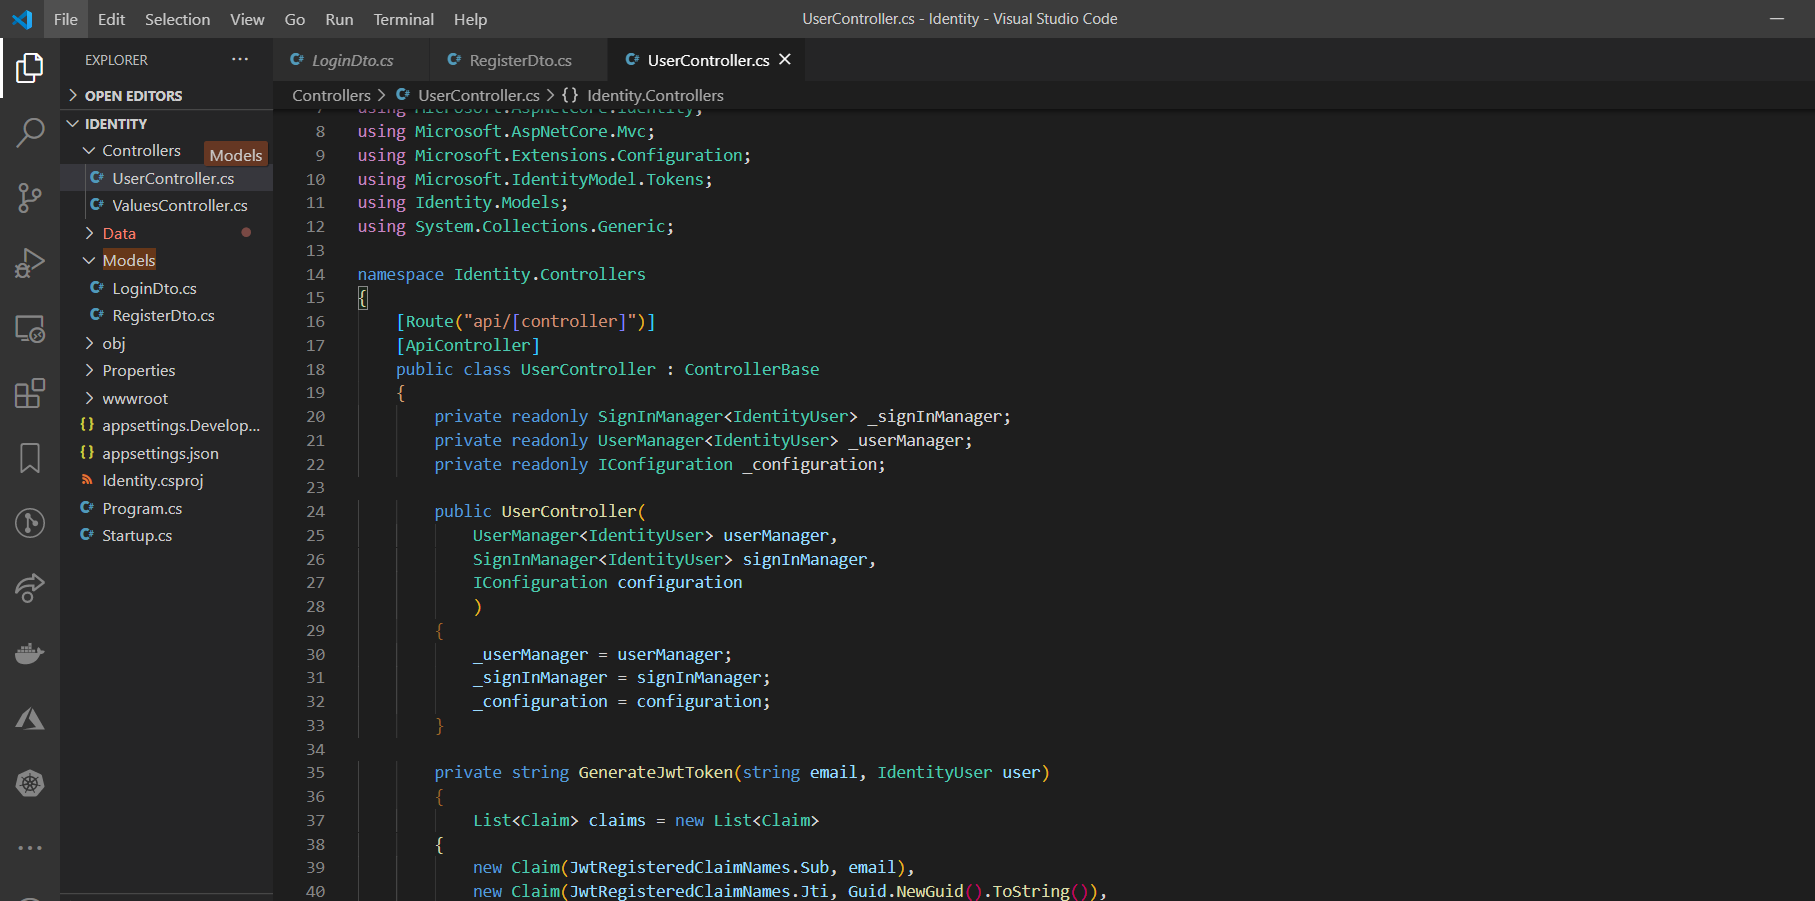 File Edit Selection View Go Run Terminal Help
UserController.cs - Identity - Visual Studio Code
EXPLORER
OPEN EDITORS
IDENTITY
Controllers
Models
UserController.cs
ValuesController.cs
Data
Models
LoginDto.cs
RegisterDto.cs
obj
Properties
wwwroot
{} appsettings.Develop...
{} appsettings.json
Identity.csproj
C# Program.cs
C# Startup.cs
C# LoginDto.cs
C# RegisterDto.cs
C# UserController.cs
Controllers > C# UserController.cs > {} Identity.Controllers
7 using Microsoft.AspNetCore.Identity;
8 using Microsoft.AspNetCore.Mvc;
9 using Microsoft.Extensions.Configuration;
10 using Microsoft.IdentityModel.Tokens;
11 using Identity.Models;
12 using System.Collections.Generic;
13
14 namespace Identity.Controllers
15 {
16 [Route("api/[controller]")]
17 [ApiController]
18 public class UserController : ControllerBase
19 {
20 private readonly SignInManager<IdentityUser> _signInManager;
21 private readonly UserManager<IdentityUser> _userManager;
22 private readonly IConfiguration _configuration;
23
24 public UserController(
25 UserManager<IdentityUser> userManager,
26 SignInManager<IdentityUser> signInManager,
27 IConfiguration configuration
28 )
29 {
30 _userManager = userManager;
31 _signInManager = signInManager;
32 _configuration = configuration;
33 }
34
35 private string GenerateJwtToken(string email, IdentityUser user)
36 {
37 List<Claim> claims = new List<Claim>
38 {
39 new Claim(JwtRegisteredClaimNames.Sub, email),
40 new Claim(JwtRegisteredClaimNames.Jti, Guid.NewGuid().ToString()),